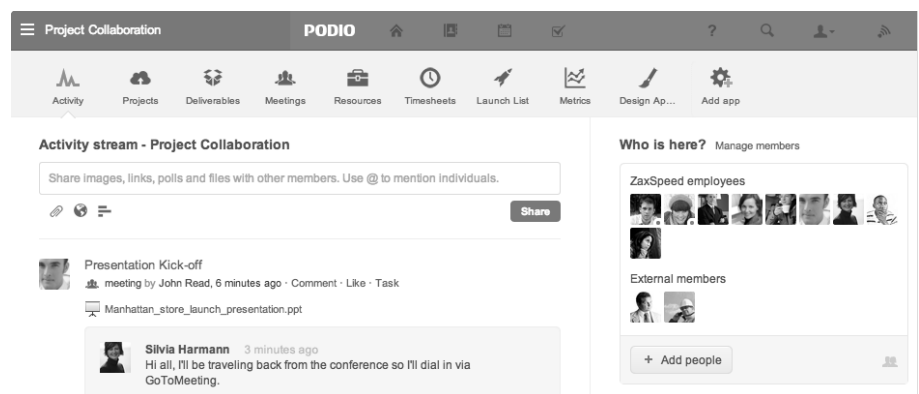 Project Collaboration
PODIO
?
Activity
Projects
Deliverables
Meetings
Resources
Timesheets
Launch List
Metrics
Design Ap...
Add app
Activity stream - Project Collaboration
Share images, links, polls and files with other members. Use @ to mention individuals.
Share
Presentation Kick-off
meeting by John Read, 6 minutes ago · Comment · Like · Task
Manhattan_store_launch_presentation.ppt
Silvia Harmann 3 minutes ago
Hi all, I'll be traveling back from the conference so I'll dial in via
GoToMeeting.
Who is here? Manage members
ZaxSpeed employees
External members
+ Add people